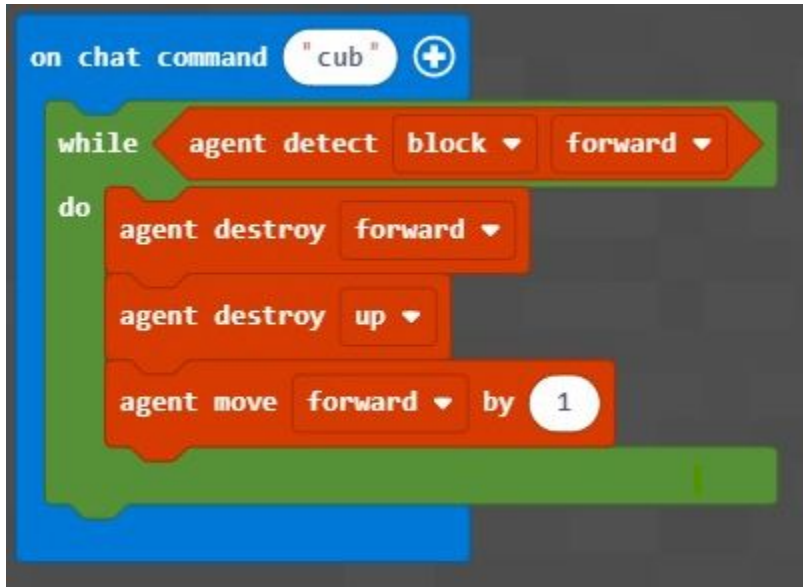 on chat command "cub"
while agent detect block forward
do
agent destroy forward
agent destroy up
agent move forward by 1